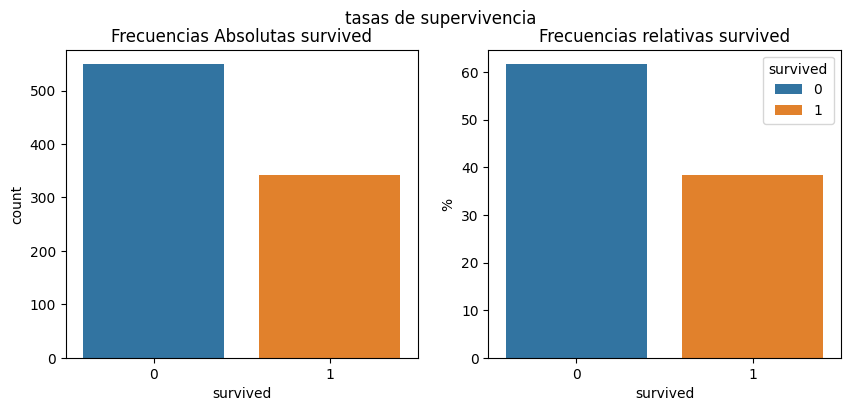 tasas de supervivencia
Frecuencias Absolutas survived
count
500
400
300
200
100
0
0
1
survived
Frecuencias relativas survived
%
60
50
40
30
20
10
0
0
1
survived
survived
0
1